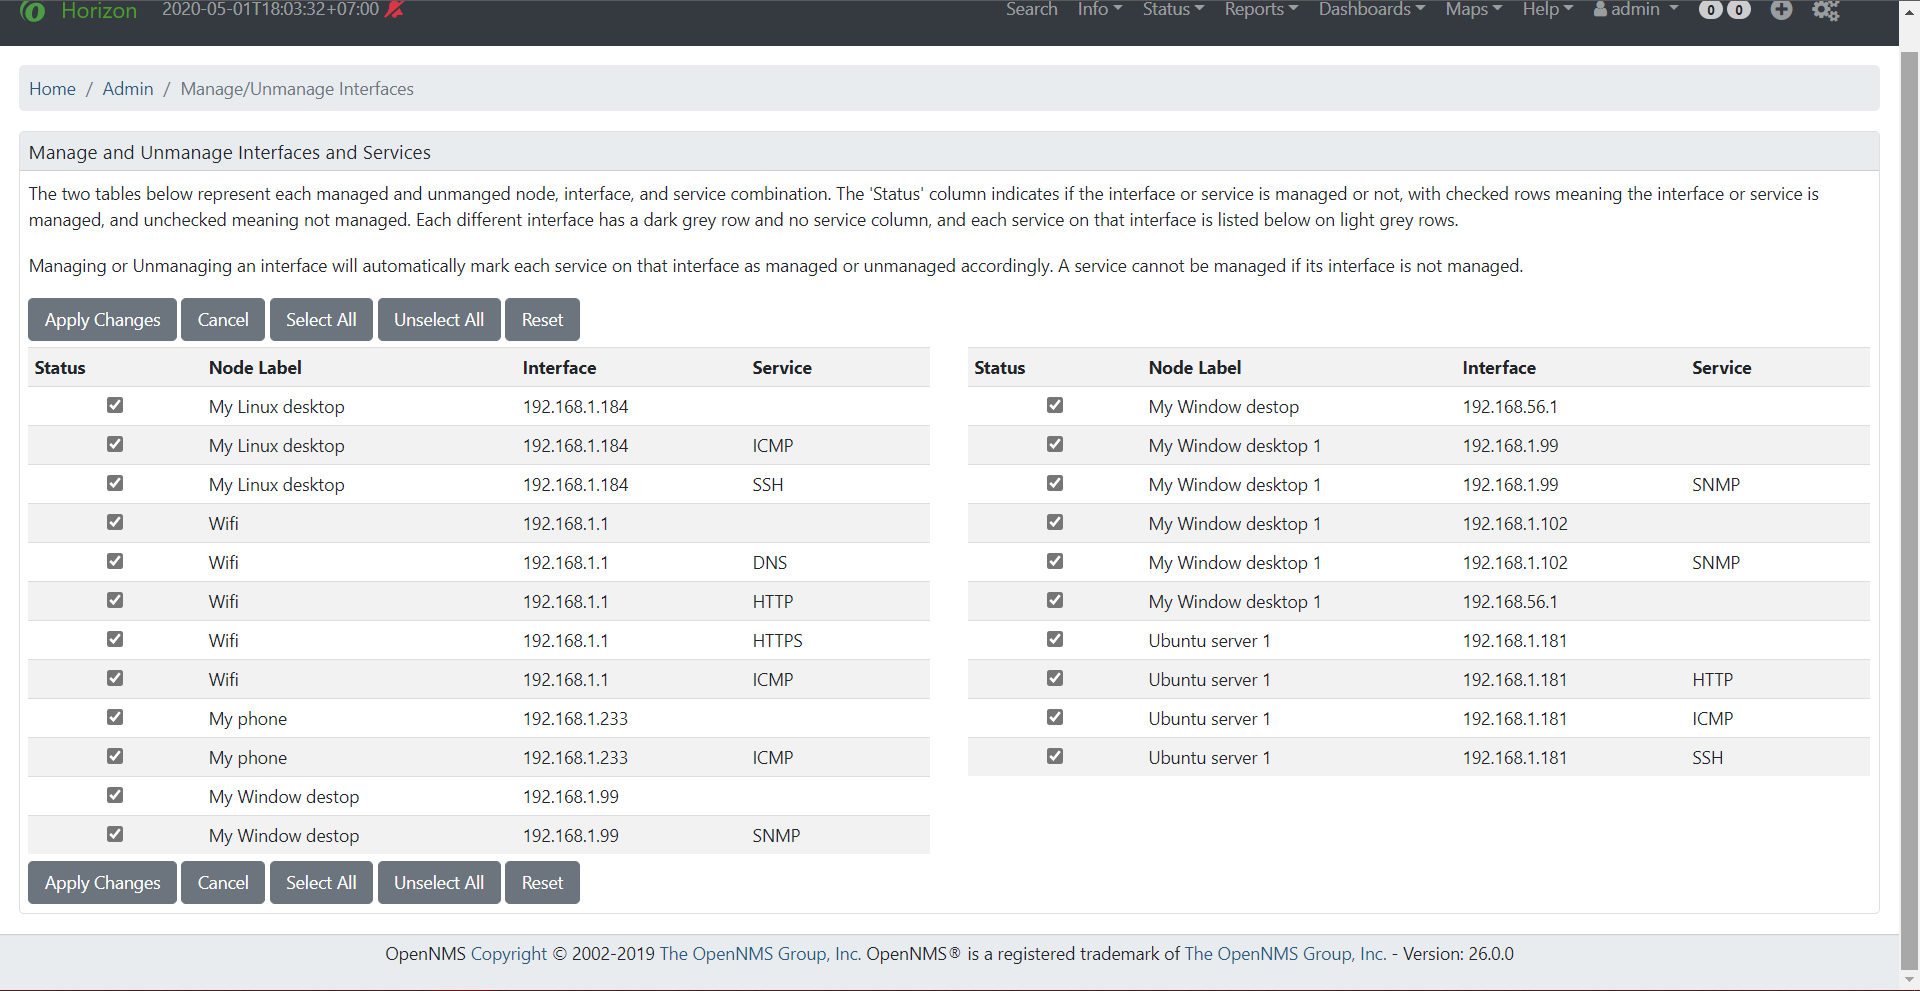 Horizon 2020-05-01T18:03:32+07:00 Search Info Status Reports Dashboards Maps Help admin 0 0
Home / Admin / Manage/Unmanage Interfaces
Manage and Unmanage Interfaces and Services
The two tables below represent each managed and unmanged node, interface, and service combination. The 'Status' column indicates if the interface or service is managed or not, with checked rows meaning the interface or service is
managed, and unchecked meaning not managed. Each different interface has a dark grey row and no service column, and each service on that interface is listed below on light grey rows.
Managing or Unmanaging an interface will automatically mark each service on that interface as managed or unmanaged accordingly. A service cannot be managed if its interface is not managed.
Apply Changes Cancel Select All Unselect All Reset
Status Node Label Interface Service
My Linux desktop 192.168.1.184
My Linux desktop 192.168.1.184 ICMP
My Linux desktop 192.168.1.184 SSH
Wifi 192.168.1.1
Wifi 192.168.1.1 DNS
Wifi 192.168.1.1 HTTP
Wifi 192.168.1.1 HTTPS
Wifi 192.168.1.1 ICMP
My phone 192.168.1.233
My phone 192.168.1.233 ICMP
My Window destop 192.168.1.99
My Window destop 192.168.1.99 SNMP
Status Node Label Interface Service
My Window destop 192.168.56.1
My Window desktop 1 192.168.1.99
My Window desktop 1 192.168.1.99 SNMP
My Window desktop 1 192.168.1.102
My Window desktop 1 192.168.1.102 SNMP
My Window desktop 1 192.168.56.1
Ubuntu server 1 192.168.1.181
Ubuntu server 1 192.168.1.181 HTTP
Ubuntu server 1 192.168.1.181 ICMP
Ubuntu server 1 192.168.1.181 SSH
Apply Changes Cancel Select All Unselect All Reset
OpenNMS Copyright © 2002-2019 The OpenNMS Group, Inc. OpenNMS® is a registered trademark of The OpenNMS Group, Inc. - Version: 26.0.0